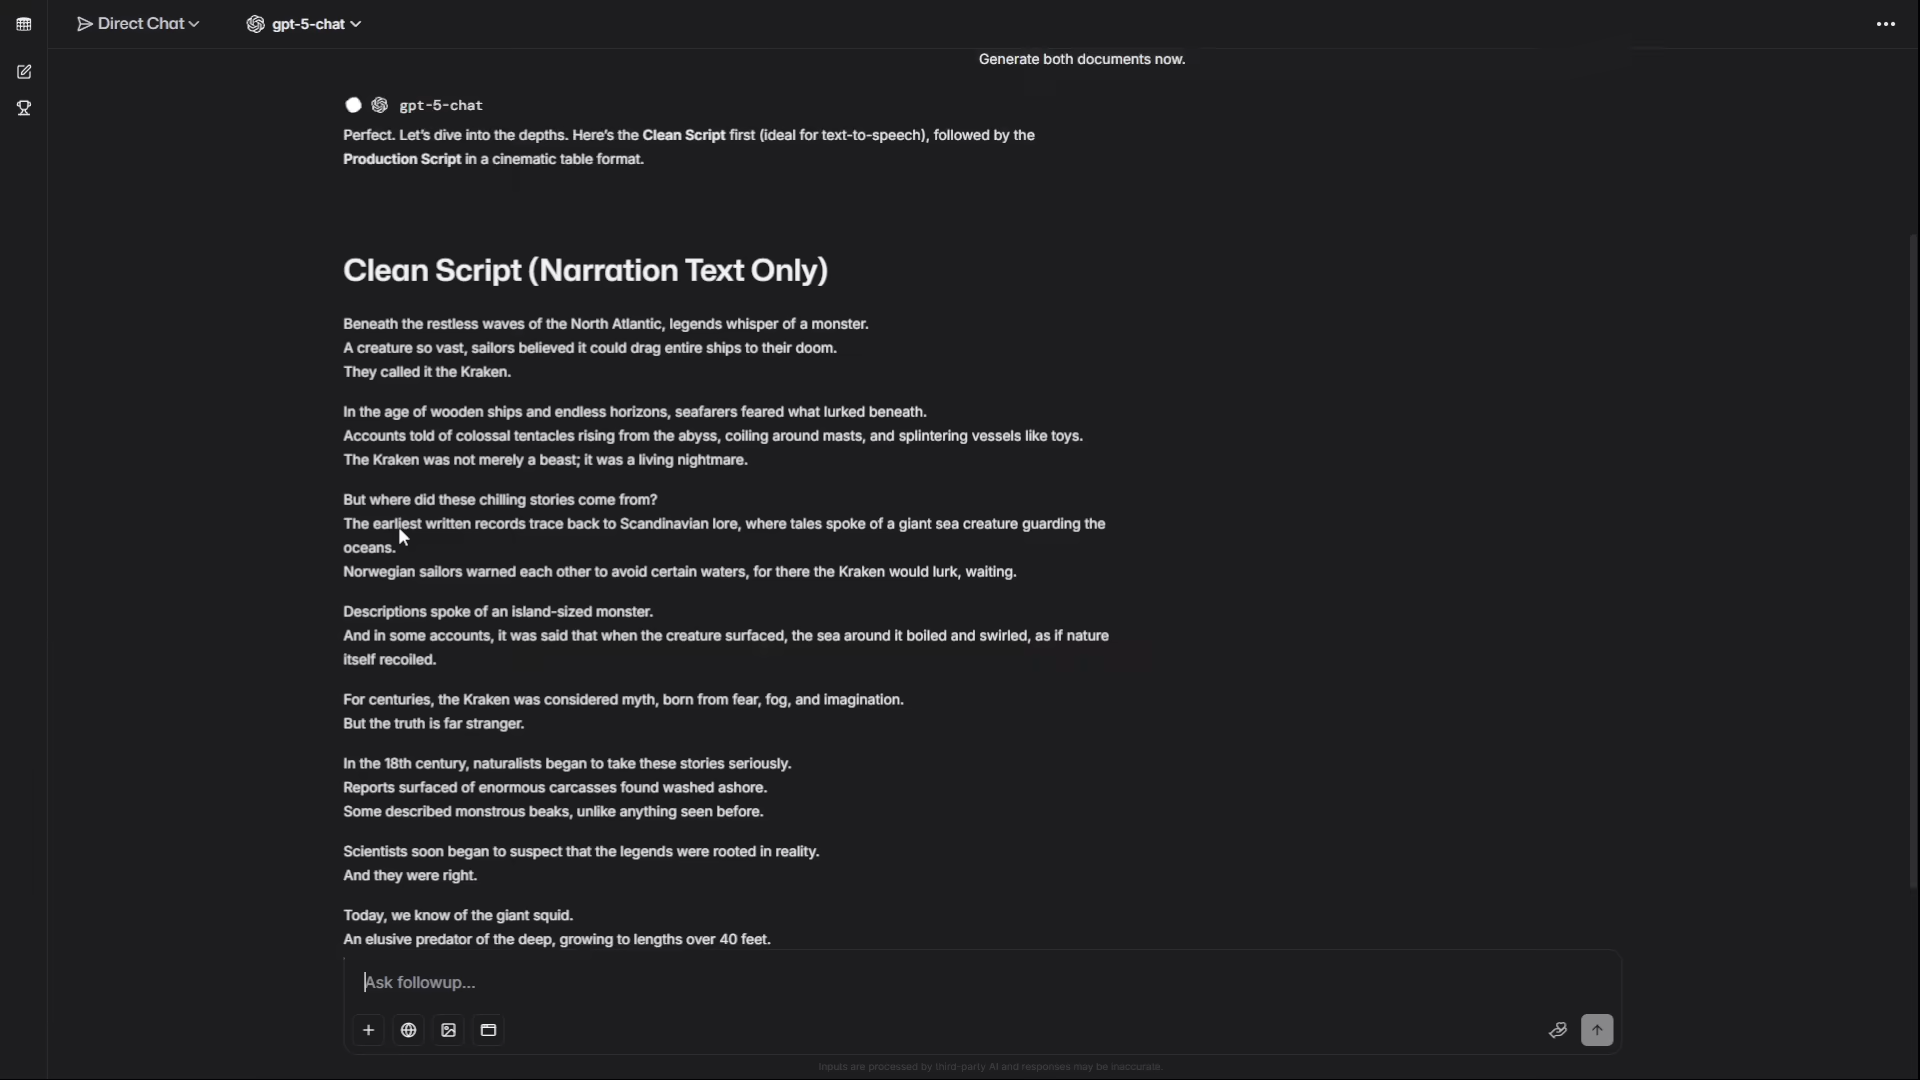 Direct Chat
gpt-5-chat
Generate both documents now.
gpt-5-chat
Perfect. Let's dive into the depths. Here's the Clean Script first (ideal for text-to-speech), followed by the
Production Script in a cinematic table format.
Clean Script (Narration Text Only)
Beneath the restless waves of the North Atlantic, legends whisper of a monster.
A creature so vast, sailors believed it could drag entire ships to their doom.
They called it the Kraken.
In the age of wooden ships and endless horizons, seafarers feared what lurked beneath.
Accounts told of colossal tentacles rising from the abyss, coiling around masts, and splintering vessels like toys.
The Kraken was not merely a beast; it was a living nightmare.
But where did these chilling stories come from?
The earliest written records trace back to Scandinavian lore, where tales spoke of a giant sea creature guarding the
oceans.
Norwegian sailors warned each other to avoid certain waters, for there the Kraken would lurk, waiting.
Descriptions spoke of an island-sized monster.
And in some accounts, it was said that when the creature surfaced, the sea around it boiled and swirled, as if nature
itself recoiled.
For centuries, the Kraken was considered myth, born from fear, fog, and imagination.
But the truth is far stranger.
In the 18th century, naturalists began to take these stories seriously.
Reports surfaced of enormous carcasses found washed ashore.
Some described monstrous beaks, unlike anything seen before.
Scientists soon began to suspect that the legends were rooted in reality.
And they were right.
Today, we know of the giant squid.
An elusive predator of the deep, growing to lengths over 40 feet.
Ask followup...
Inputs are processed by third-party AI and responses may be inaccurate.